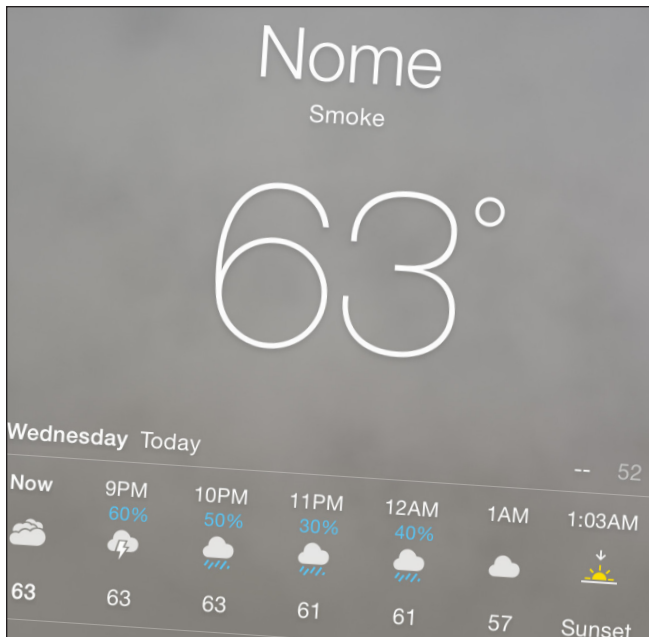 Nome
Smoke
63°
Wednesday Today -- 52
Now 9PM 10PM 11PM 12AM 1AM 1:03AM
60% 50% 30% 40%
63 63 63 61 61 57 Sunset